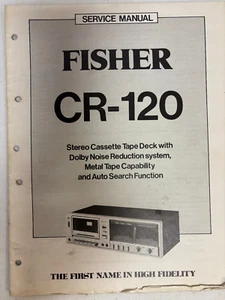 SERVICE MANUAL
FISHER
CR-120
Stereo Cassette Tape Deck with
Dolby Noise Reduction system,
Metal Tape Capability
and Auto Search Function
THE FIRST NAME IN HIGH FIDELITY